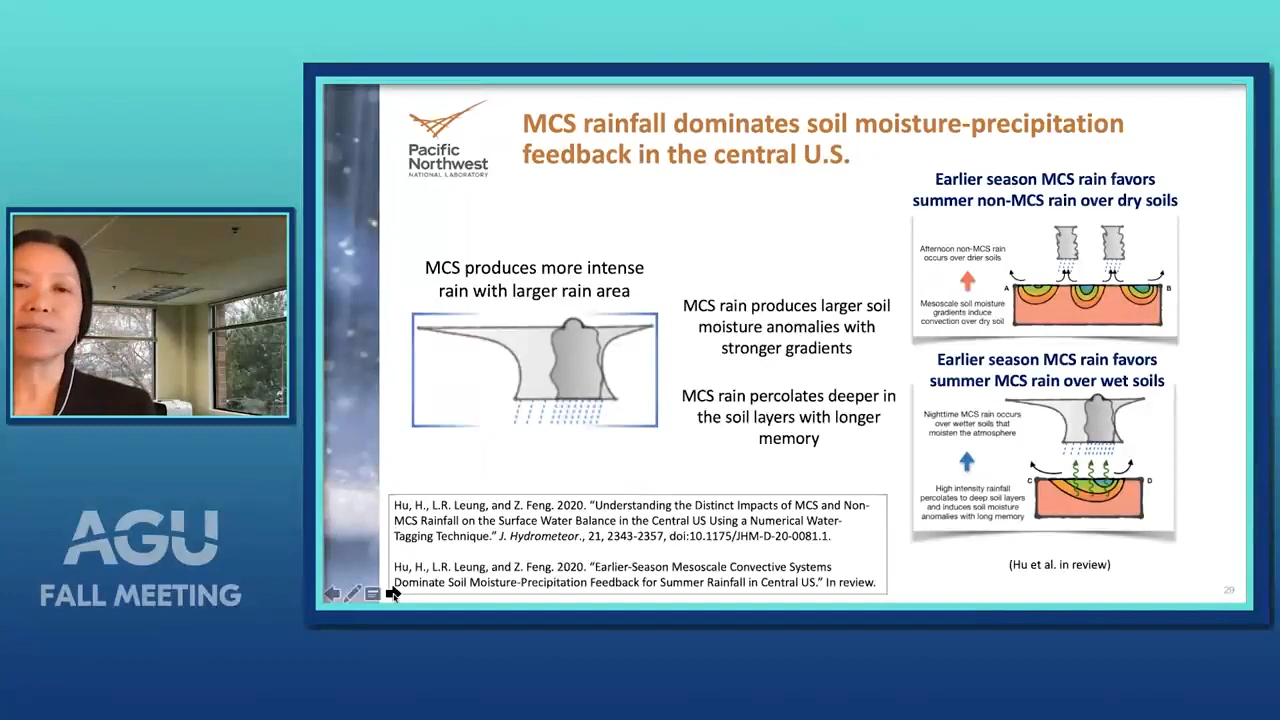 Pacific
Northwest
NATIONAL LABORATORY
MCS rainfall dominates soil moisture-precipitation
feedback in the central U.S.
MCS produces more intense
rain with larger rain area
MCS rain produces larger soil
moisture anomalies with
stronger gradients
MCS rain percolates deeper in
the soil layers with longer
memory
Earlier season MCS rain favors
summer non-MCS rain over dry soils
Afternoon non-MCS rain
occurs over drier soils
Mesoscale soil moisture
gradients induce
convection over dry soil
A
B
Earlier season MCS rain favors
summer MCS rain over wet soils
Nighttime MCS rain occurs
over wetter soils that
moisten the atmosphere
High intensity rainfall
percolates to deep soil layers
and induces soil moisture
anomalies with long memory
C
D
(Hu et al. in review)
Hu, H., L.R. Leung, and Z. Feng. 2020. “Understanding the Distinct Impacts of MCS and Non-
MCS Rainfall on the Surface Water Balance in the Central US Using a Numerical Water-
Tagging Technique.” J. Hydrometeor., 21, 2343-2357, doi:10.1175/JHM-D-20-0081.1.
Hu, H., L.R. Leung, and Z. Feng. 2020. “Earlier-Season Mesoscale Convective Systems
Dominate Soil Moisture-Precipitation Feedback for Summer Rainfall in Central US.” In review.
29
AGU
FALL MEETING